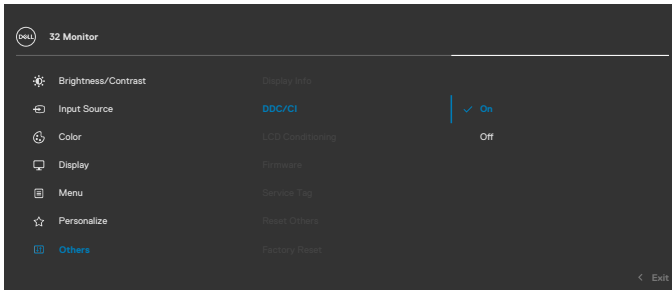 DELL
32 Monitor
Brightness/Contrast
Display Info
Input Source
DDC/CI
On
Color
LCD Conditioning
Off
Display
Firmware
Menu
Service Tag
Personalize
Reset Others
Others
Factory Reset
Exit